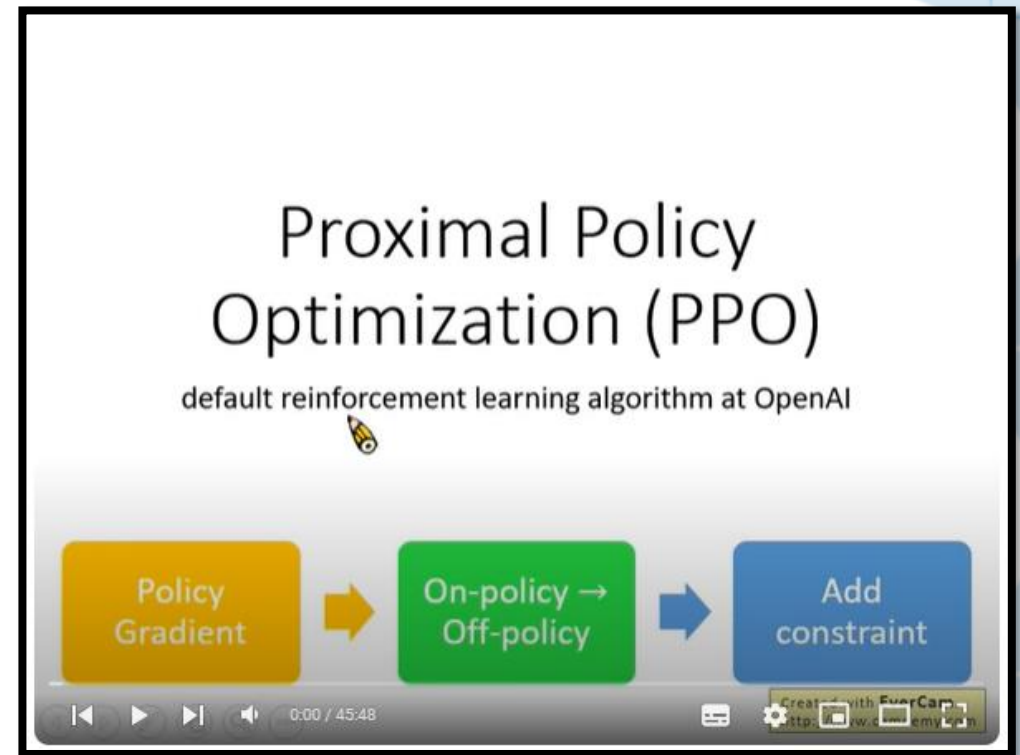 Proximal Policy
Optimization (PPO)
default reinforcement learning algorithm at OpenAI
Policy
Gradient
On-policy →
Off-policy
Add
constraint
0:00 / 45:48
Created with EverCam